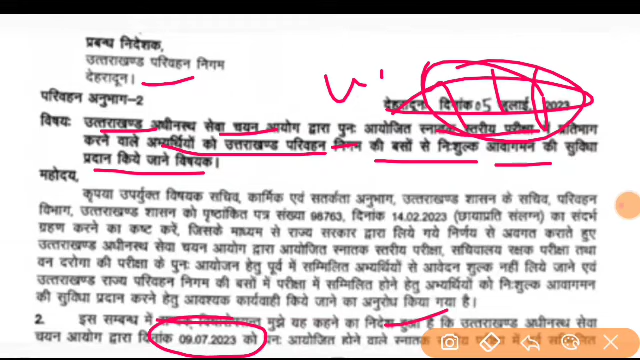 प्रबन्ध निदेशक,
उत्तराखण्ड परिवहन निगम
देहरादून।
परिवहन अनुभाग-2
देहरादून दिनांक 05 जुलाई, 2023
विषयः उत्तराखण्ड अधीनस्थ सेवा चयन आयोग द्वारा पुनः आयोजित स्नातक स्तरीय परीक्षा में प्रतिभाग
करने वाले अभ्यर्थियों को उत्तराखण्ड परिवहन निगम की बसों से निःशुल्क आवागमन की सुविधा
प्रदान किये जाने विषयक।
महोदय,
कृपया उपर्युक्त विषयक सचिव, कार्मिक एवं सतर्कता अनुभाग, उत्तराखण्ड शासन के सचिव, परिवहन
विभाग, उत्तराखण्ड शासन को पृष्ठांकित पत्र संख्या 98763, दिनांक 14.02.2023 (छायाप्रति संलग्न) का संदर्भ
ग्रहण करने का कष्ट करें, जिसके माध्यम से राज्य सरकार द्वारा लिये गये निर्णय से अवगत कराते हुए
उत्तराखण्ड अधीनस्थ सेवा चयन आयोग द्वारा आयोजित स्नातक स्तरीय परीक्षा, सचिवालय रक्षक परीक्षा तथा
वन दरोगा की परीक्षा के पुनः आयोजन हेतु पूर्व में सम्मिलित अभ्यर्थियों से आवेदन शुल्क नहीं लिये जाने एवं
उत्तराखण्ड राज्य परिवहन निगम की बसों में परीक्षा में सम्मिलित होने हेतु अभ्यर्थियों को निःशुल्क आवागमन
की सुविधा प्रदान करने हेतु आवश्यक कार्यवाही किये जाने का अनुरोध किया गया है।
2. इस सम्बन्ध में मुझे यह कहने का निदेश हुआ है कि उत्तराखण्ड अधीनस्थ सेवा
चयन आयोग द्वारा दिनांक 09.07.2023 को पुनः आयोजित होने वाले स्नातक